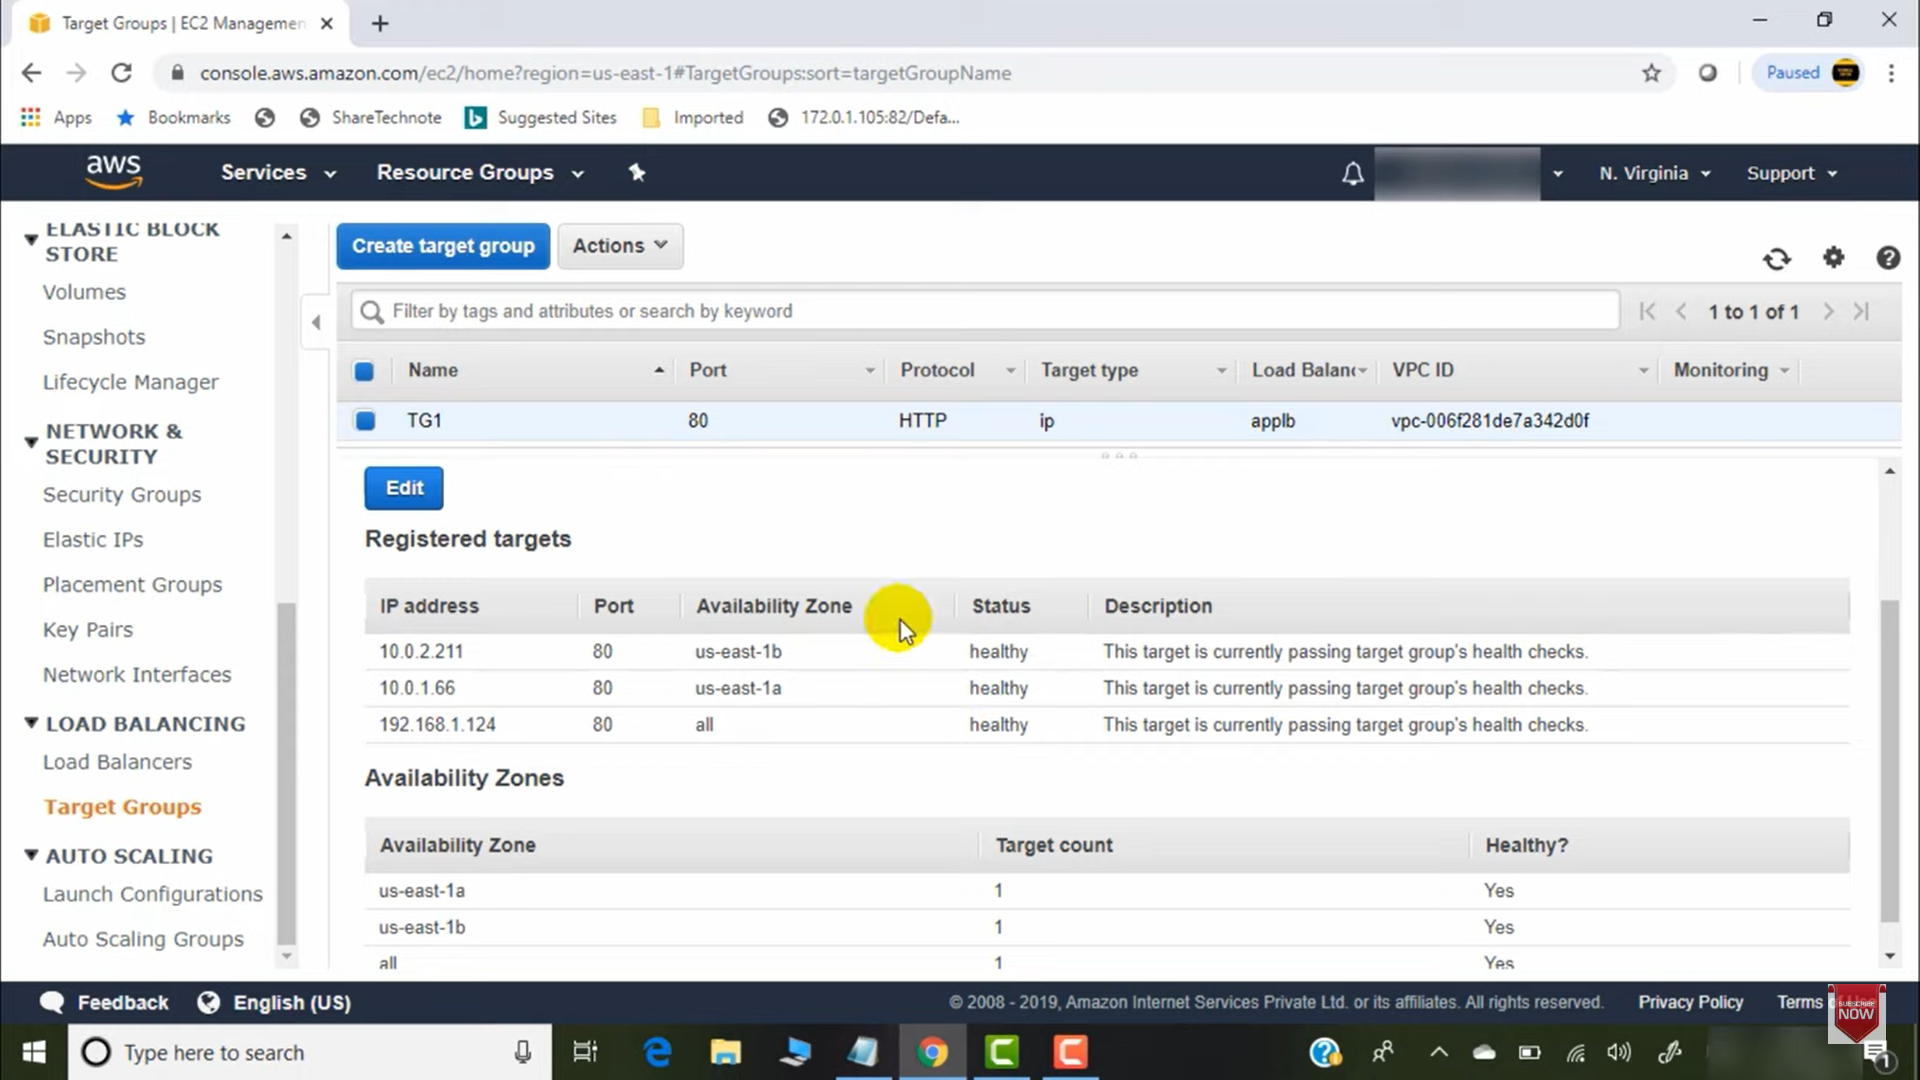 Target Groups | EC2 Managemen
console.aws.amazon.com/ec2/home?region=us-east-1#TargetGroups:sort=targetGroupName
Paused
Apps Bookmarks ShareTechnote Suggested Sites Imported 172.0.1.105:82/Defa...
aws Services Resource Groups N. Virginia Support
ELASTIC BLOCK
STORE
Volumes
Snapshots
Lifecycle Manager
NETWORK &
SECURITY
Security Groups
Elastic IPs
Placement Groups
Key Pairs
Network Interfaces
LOAD BALANCING
Load Balancers
Target Groups
AUTO SCALING
Launch Configurations
Auto Scaling Groups
Create target group Actions
Filter by tags and attributes or search by keyword
1 to 1 of 1
Name Port Protocol Target type Load Balanc VPC ID Monitoring
TG1 80 HTTP ip applb vpc-006f281de7a342d0f
Edit
Registered targets
IP address Port Availability Zone Status Description
10.0.2.211 80 us-east-1b healthy This target is currently passing target group's health checks.
10.0.1.66 80 us-east-1a healthy This target is currently passing target group's health checks.
192.168.1.124 80 all healthy This target is currently passing target group's health checks.
Availability Zones
Availability Zone Target count Healthy?
us-east-1a 1 Yes
us-east-1b 1 Yes
all 1 Yes
Feedback English (US) © 2008 - 2019, Amazon Internet Services Private Ltd. or its affiliates. All rights reserved. Privacy Policy Terms
SUBSCRIBE
NOW
Type here to search
1